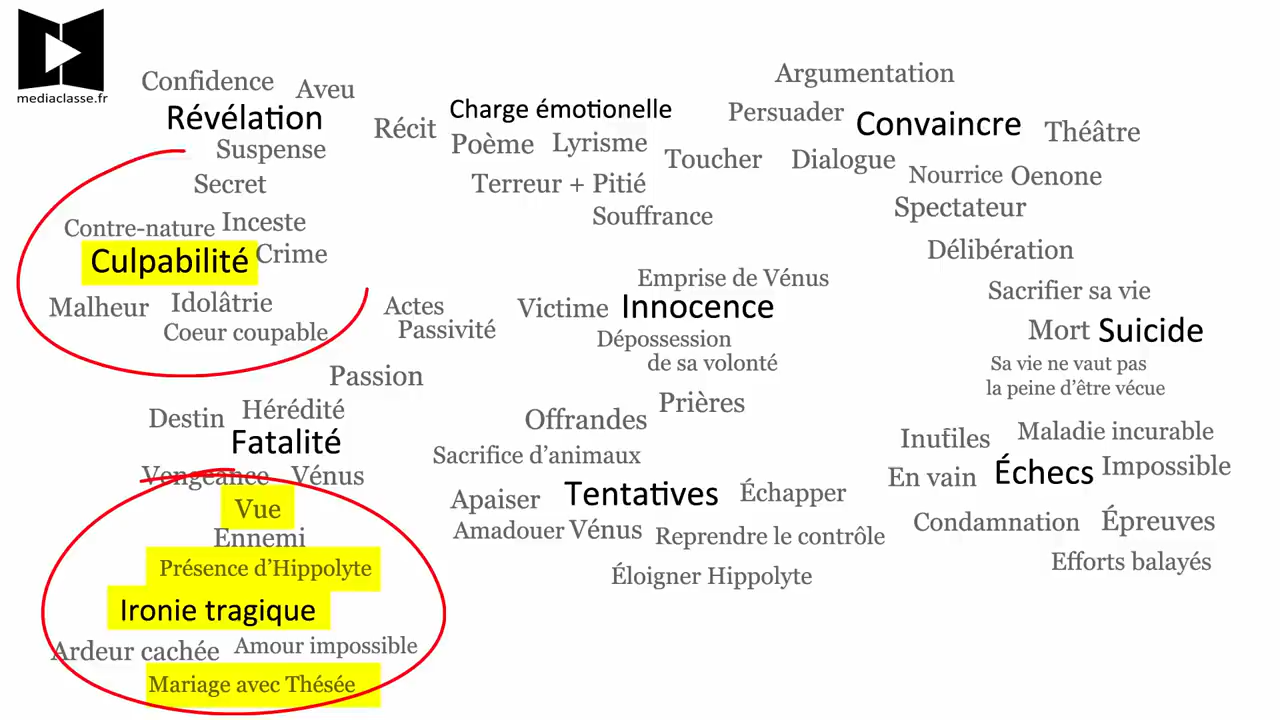 mediaclasse.fr
Confidence
Aveu
Révélation
Suspense
Secret
Récit
Charge émotionelle
Poème Lyrisme
Terreur + Pitié
Souffrance
Toucher
Argumentation
Persuader
Convaincre
Théâtre
Dialogue
Nourrice Oenone
Spectateur
Délibération
Contre-nature Inceste
Culpabilité
Crime
Malheur
Idolâtrie
Coeur coupable
Actes
Passivité
Emprise de Vénus
Victime Innocence
Dépossession
de sa volonté
Sacrifier sa vie
Mort Suicide
Sa vie ne vaut pas
la peine d'être vécue
Passion
Destin
Hérédité
Fatalité
Vengeance Vénus
Prières
Offrandes
Sacrifice d'animaux
Apaiser
Tentatives
Échapper
Amadouer Vénus
Reprendre le contrôle
Éloigner Hippolyte
Inutiles
Maladie incurable
En vain
Échecs
Impossible
Condamnation
Épreuves
Efforts balayés
Vue
Ennemi
Présence d'Hippolyte
Ironie tragique
Ardeur cachée
Amour impossible
Mariage avec Thésée